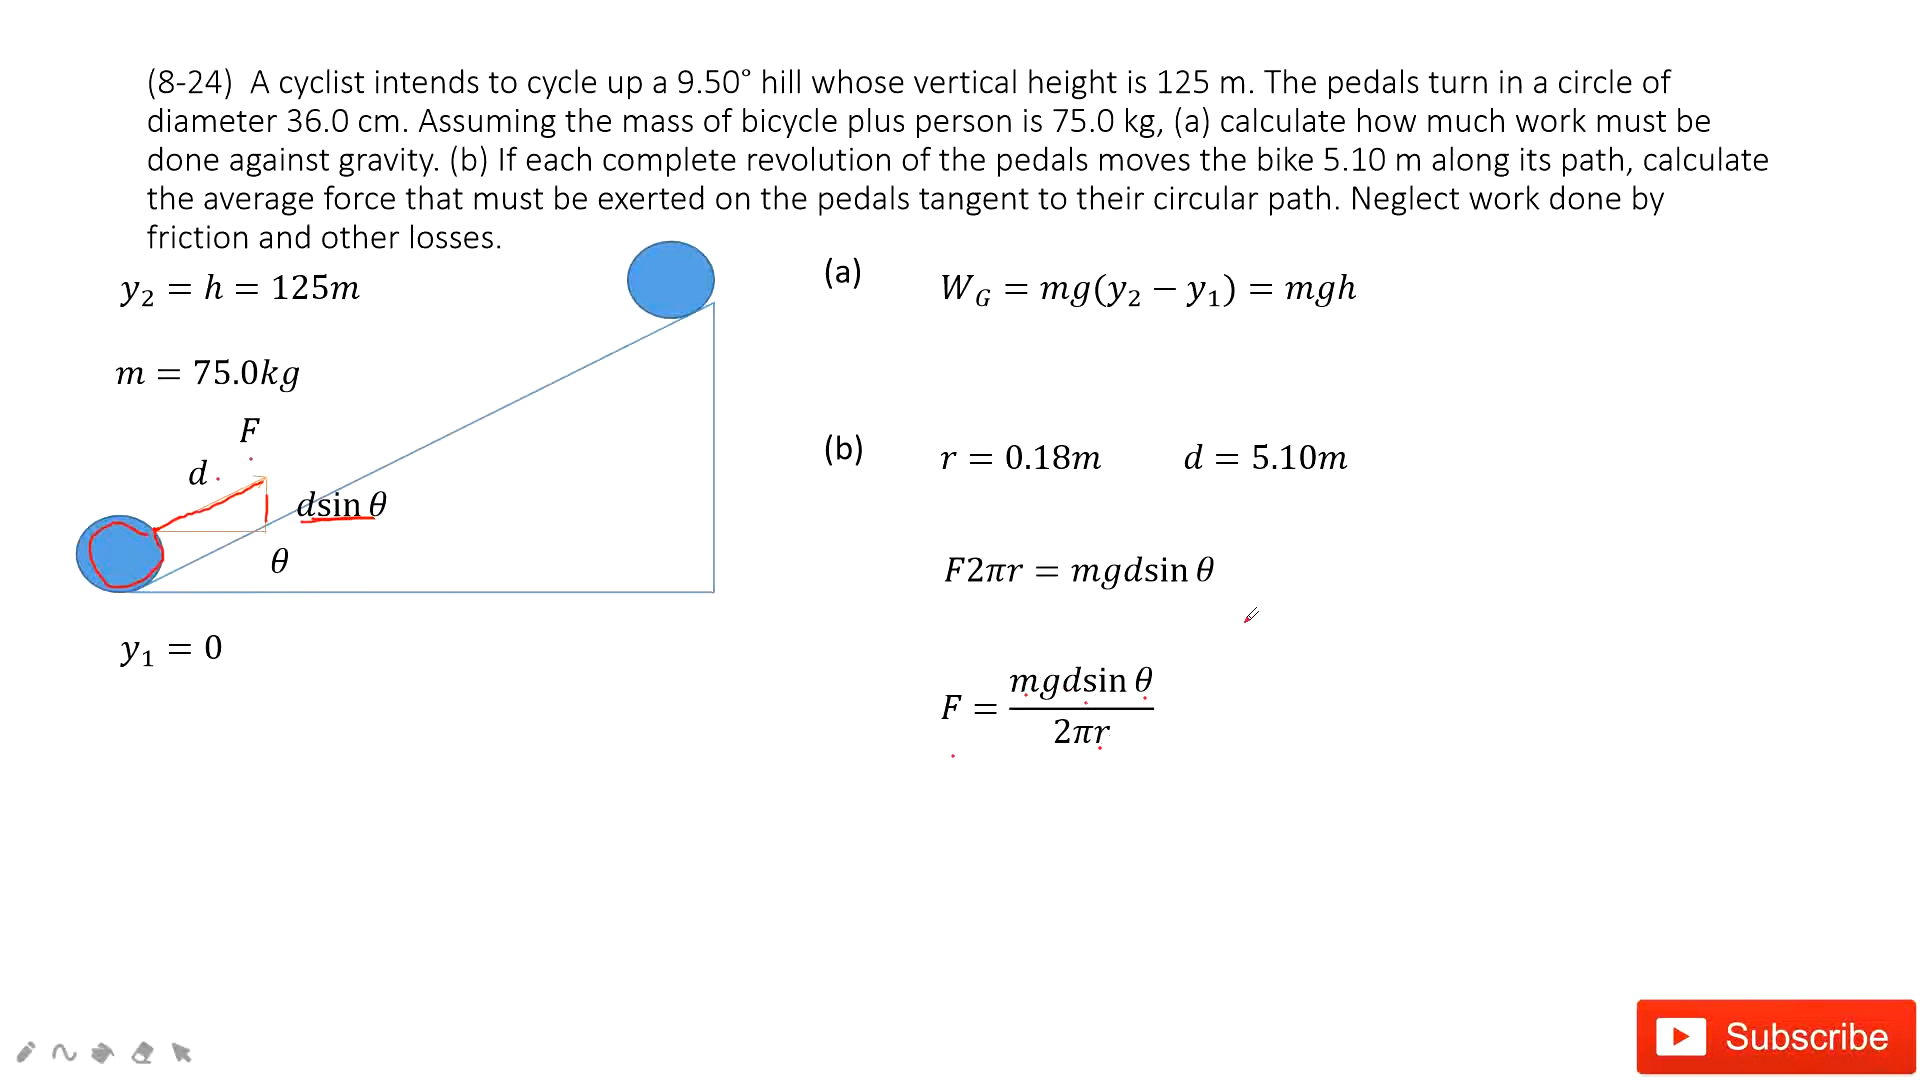 (8-24) A cyclist intends to cycle up a 9.50° hill whose vertical height is 125 m. The pedals turn in a circle of
diameter 36.0 cm. Assuming the mass of bicycle plus person is 75.0 kg, (a) calculate how much work must be
done against gravity. (b) If each complete revolution of the pedals moves the bike 5.10 m along its path, calculate
the average force that must be exerted on the pedals tangent to their circular path. Neglect work done by
friction and other losses.
y₂ = h = 125m
m = 75.0kg
F
d
dsin θ
θ
y₁ = 0
(a) W_G = mg(y₂ − y₁) = mgh
(b) r = 0.18m d = 5.10m
F2πr = mgdsin θ
F = mgdsin θ / 2πr
Subscribe